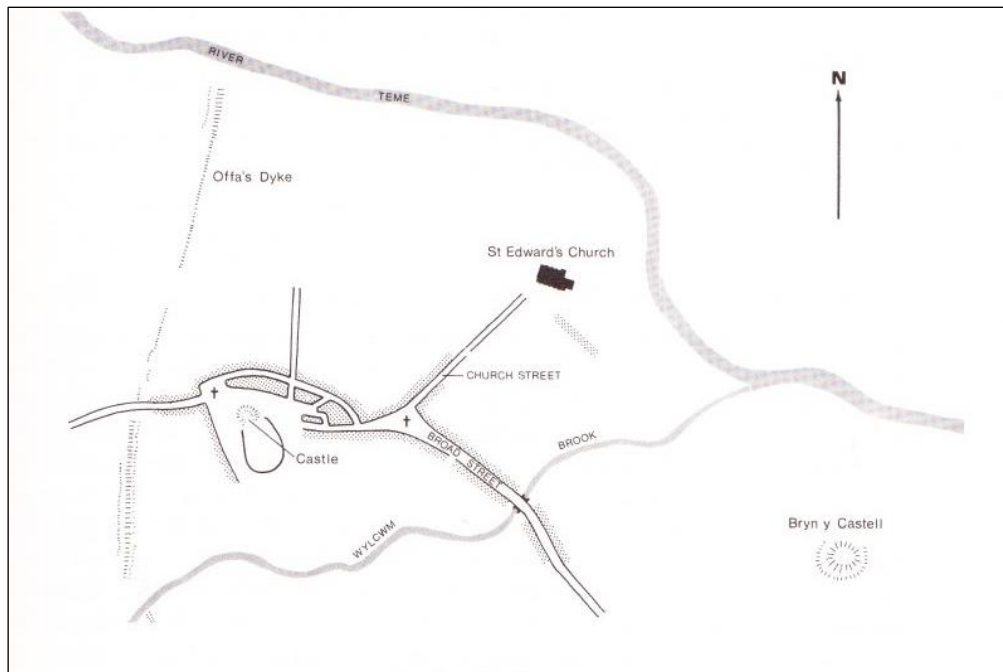 RIVER
TEME
N
Offa's Dyke
St Edward's Church
CHURCH STREET
BROAD STREET
BROOK
Castle
WYLCWM
Bryn y Castell